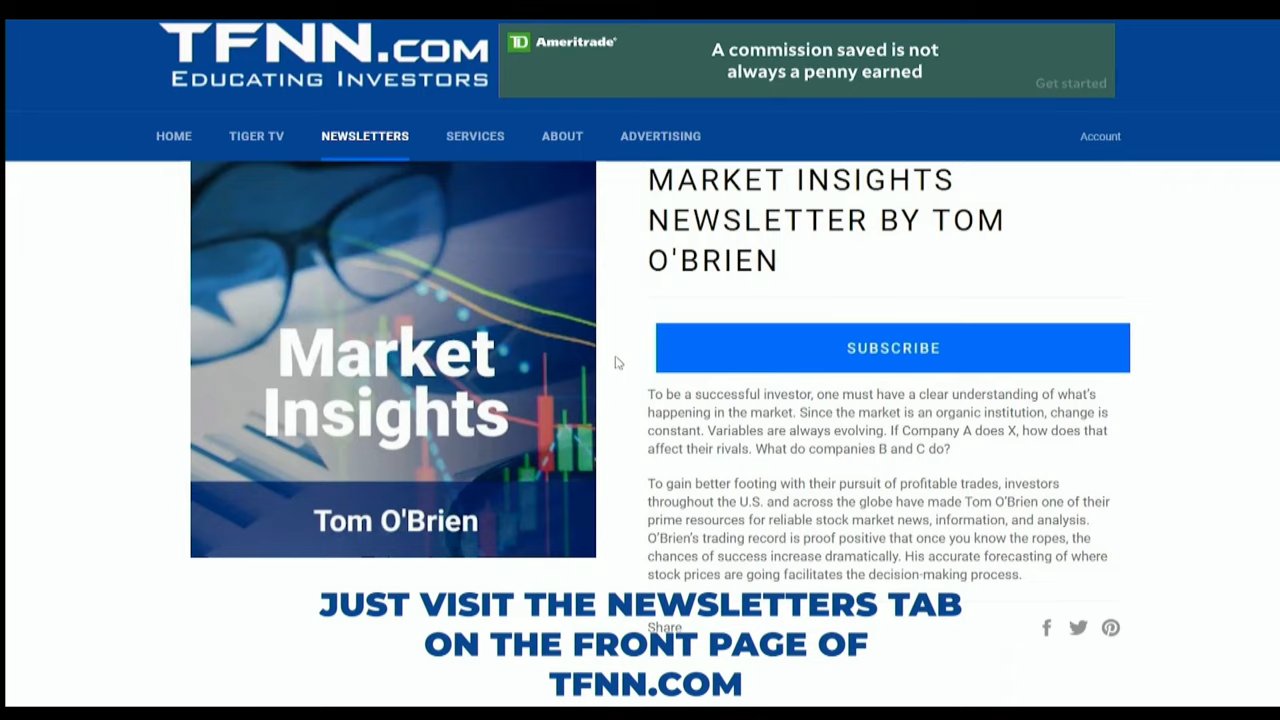 TFNN.COM
EDUCATING INVESTORS
TD Ameritrade
A commission saved is not
always a penny earned
Get started
HOME
TIGER TV
NEWSLETTERS
SERVICES
ABOUT
ADVERTISING
Account
Market
Insights
Tom O'Brien
MARKET INSIGHTS
NEWSLETTER BY TOM
O'BRIEN
SUBSCRIBE
To be a successful investor, one must have a clear understanding of what's
happening in the market. Since the market is an organic institution, change is
constant. Variables are always evolving. If Company A does X, how does that
affect their rivals. What do companies B and C do?
To gain better footing with their pursuit of profitable trades, investors
throughout the U.S. and across the globe have made Tom O'Brien one of their
prime resources for reliable stock market news, information, and analysis.
O'Brien's trading record is proof positive that once you know the ropes, the
chances of success increase dramatically. His accurate forecasting of where
stock prices are going facilitates the decision-making process.
Share
JUST VISIT THE NEWSLETTERS TAB
ON THE FRONT PAGE OF
TFNN.COM